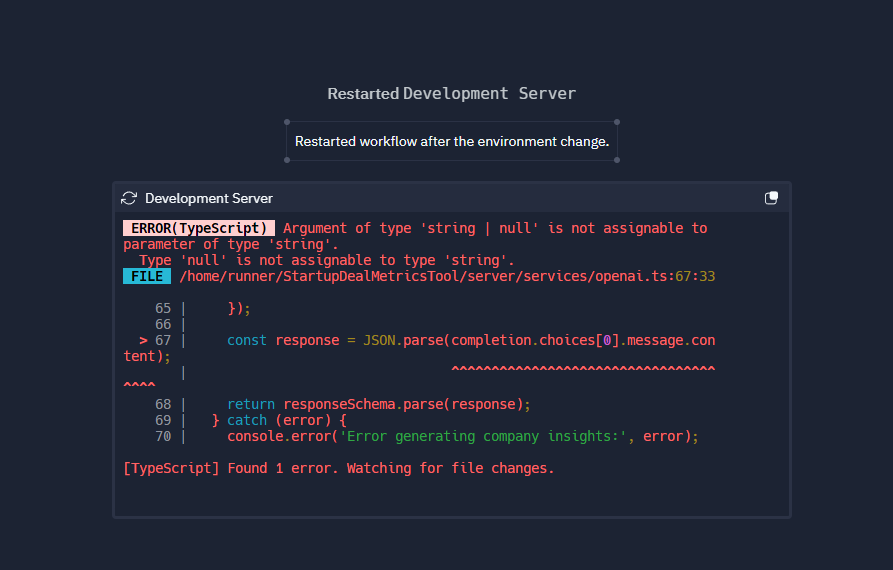 Restarted Development Server
Restarted workflow after the environment change.
Development Server
ERROR(TypeScript) Argument of type 'string | null' is not assignable to
parameter of type 'string'.
Type 'null' is not assignable to type 'string'.
FILE /home/runner/StartupDealMetricsTool/server/services/openai.ts:67:33
65 | });
66 |
> 67 | const response = JSON.parse(completion.choices[0].message.con
tent);
| ^^^^^^^^^^^^^^^^^^^^^^^^^^^^^^^^^
^^^^
68 | return responseSchema.parse(response);
69 | } catch (error) {
70 | console.error('Error generating company insights:', error);
[TypeScript] Found 1 error. Watching for file changes.